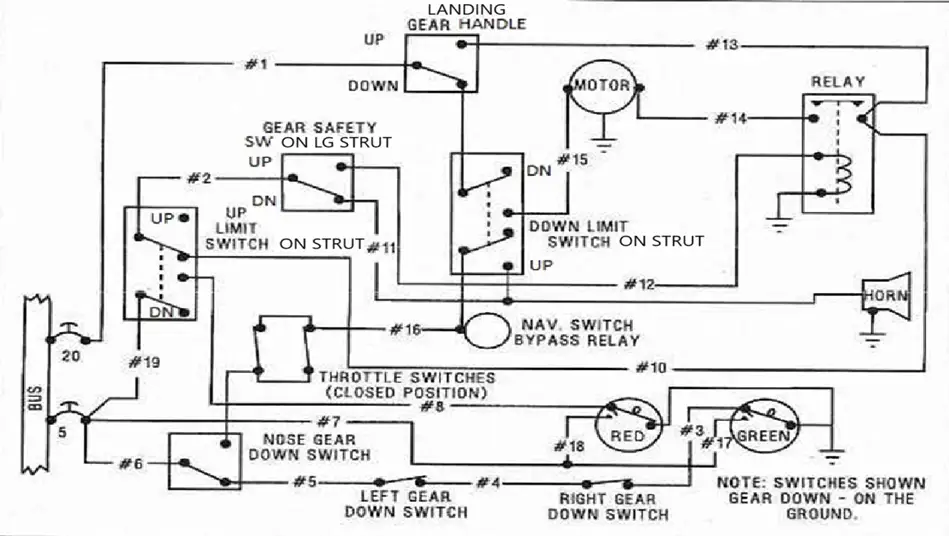 LANDING
GEAR HANDLE
UP
#13
#1
DOWN
MOTOR
RELAY
#14
GEAR SAFETY
SW ON LG STRUT
UP
#15
DN
#2
DN
UP
UP
LIMIT
SWITCH ON STRUT
#11
DOWN LIMIT
SWITCH ON STRUT
UP
#12
HORN
DN
#16
NAV. SWITCH
BYPASS RELAY
20
#19
#10
BUS
THROTTLE SWITCHES
(CLOSED POSITION)
#8
5
#7
NOSE GEAR
DOWN SWITCH
#18
RED
#3
#17
GREEN
#6
#5
#4
LEFT GEAR
DOWN SWITCH
RIGHT GEAR
DOWN SWITCH
NOTE: SWITCHES SHOWN
GEAR DOWN - ON THE
GROUND.